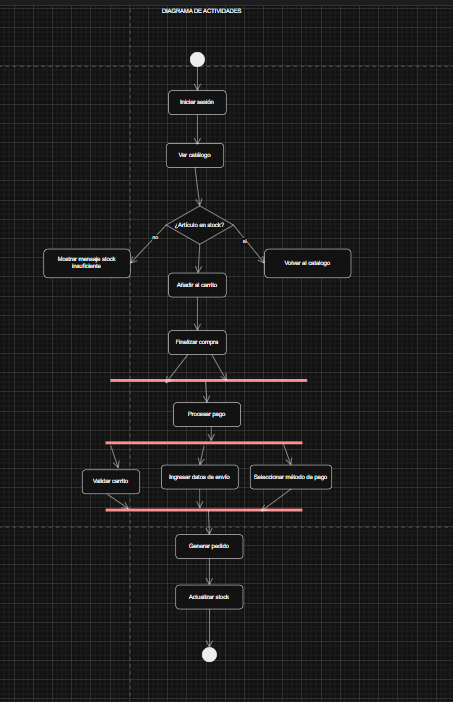 DIAGRAMA DE ACTIVIDADES
Iniciar sesión
Ver catálogo
¿Artículo en stock?
no
si
Mostrar mensaje stock
insuficiente
Volver al catalogo
Añadir al carrito
Finalizar compra
Procesar pago
Validar carrito
Ingresar datos de envío
Seleccionar método de pago
Generar pedido
Actualizar stock